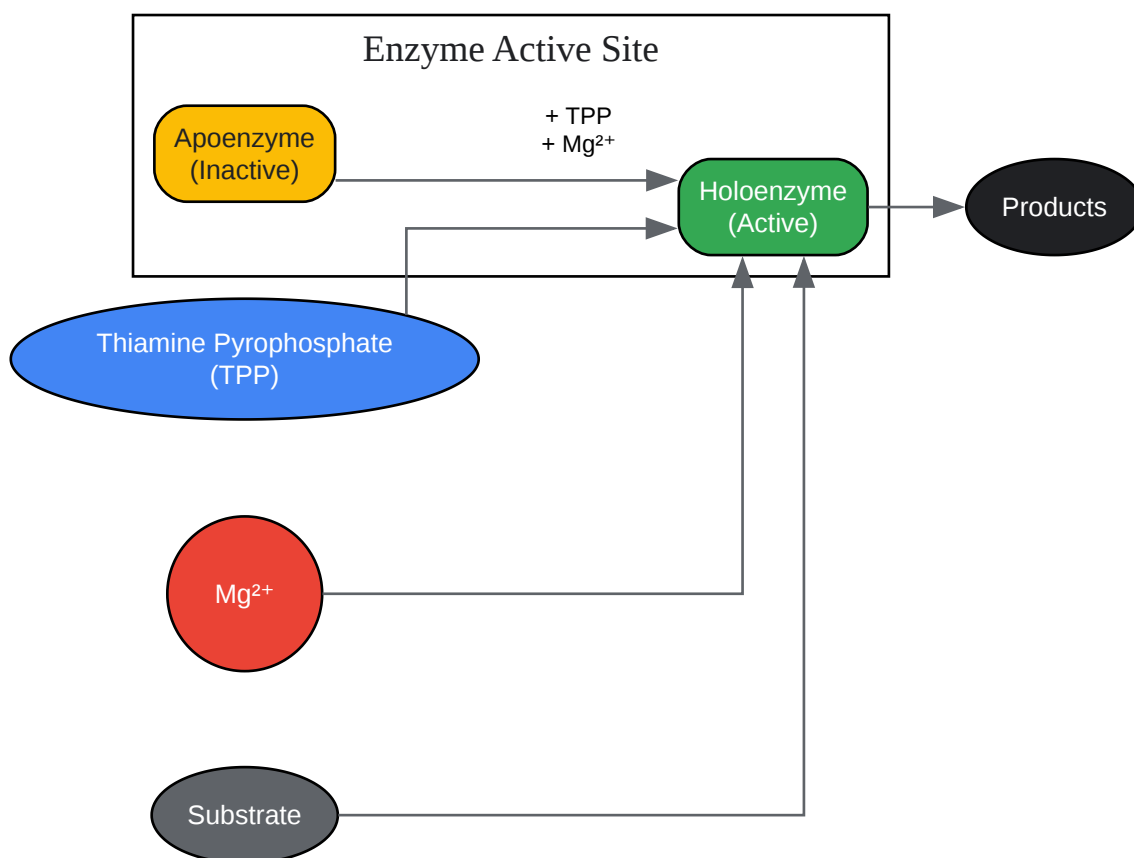 Enzyme Active Site
+ TPP
+ Mg²⁺
Apoenzyme
(Inactive)
Holoenzyme
(Active)
Products
Thiamine Pyrophosphate
(TPP)
Mg²⁺
Substrate